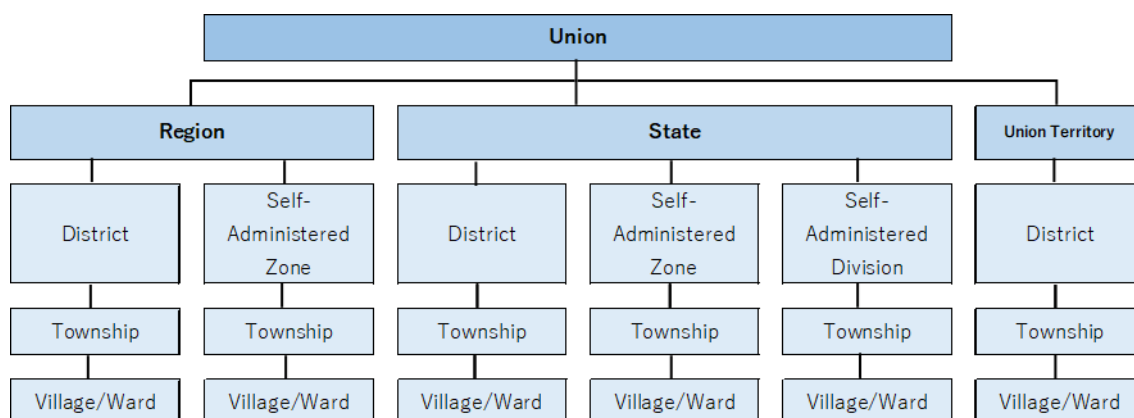 Union
Region
State
Union Territory
District
Self-
Administered
Zone
District
Self-
Administered
Zone
Self-
Administered
Division
District
Township
Township
Township
Township
Township
Township
Village/Ward
Village/Ward
Village/Ward
Village/Ward
Village/Ward
Village/Ward